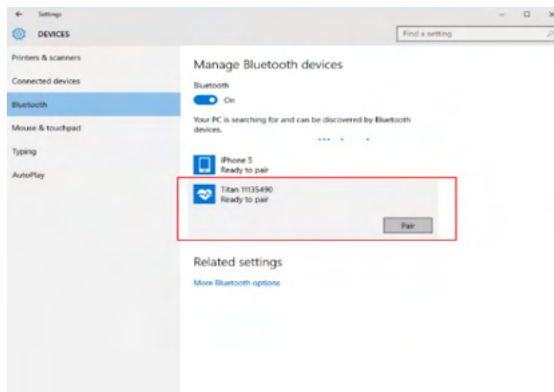 Settings
DEVICES
Find a setting
Printers & scanners
Connected devices
Bluetooth
Mouse & touchpad
Typing
AutoPlay
Manage Bluetooth devices
Bluetooth
On
Your PC is searching for and can be discovered by Bluetooth
devices.
iPhone 5
Ready to pair
Titan 11135490
Ready to pair
Pair
Related settings
More Bluetooth options